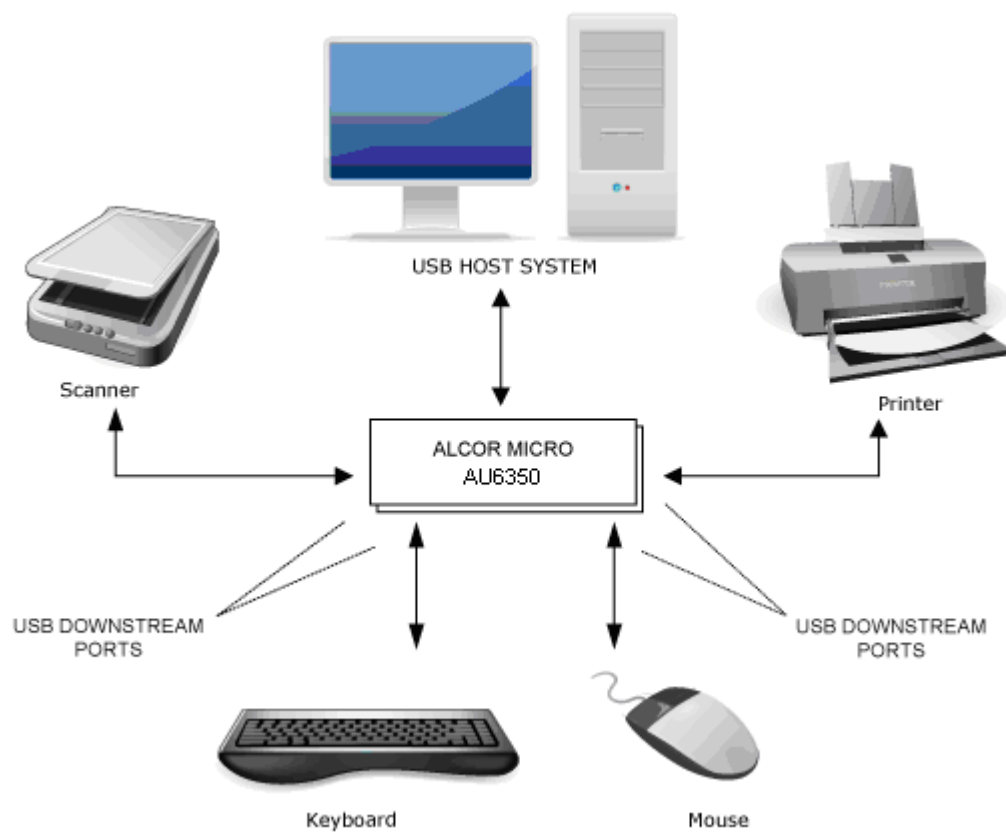 USB HOST SYSTEM
Scanner
Printer
ALCOR MICRO
AU6350
USB DOWNSTREAM
PORTS
USB DOWNSTREAM
PORTS
Keyboard
Mouse